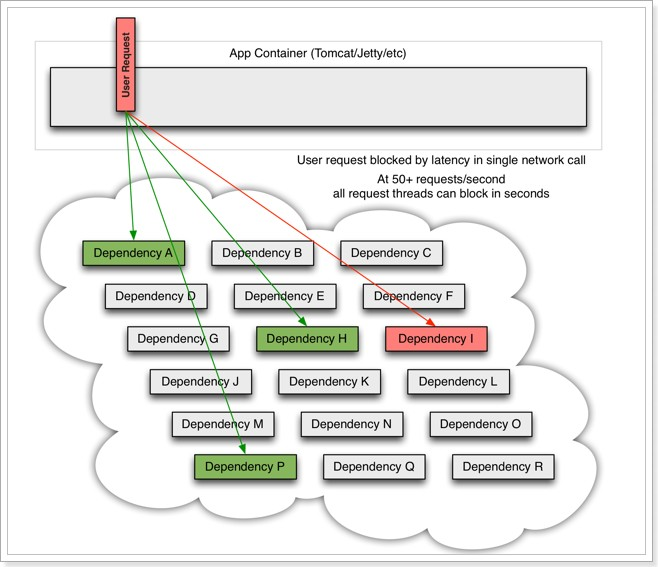 User Request
App Container (Tomcat/Jetty/etc)
User request blocked by latency in single network call
At 50+ requests/second
all request threads can block in seconds
Dependency A
Dependency B
Dependency C
Dependency D
Dependency E
Dependency F
Dependency G
Dependency H
Dependency I
Dependency J
Dependency K
Dependency L
Dependency M
Dependency N
Dependency O
Dependency P
Dependency Q
Dependency R